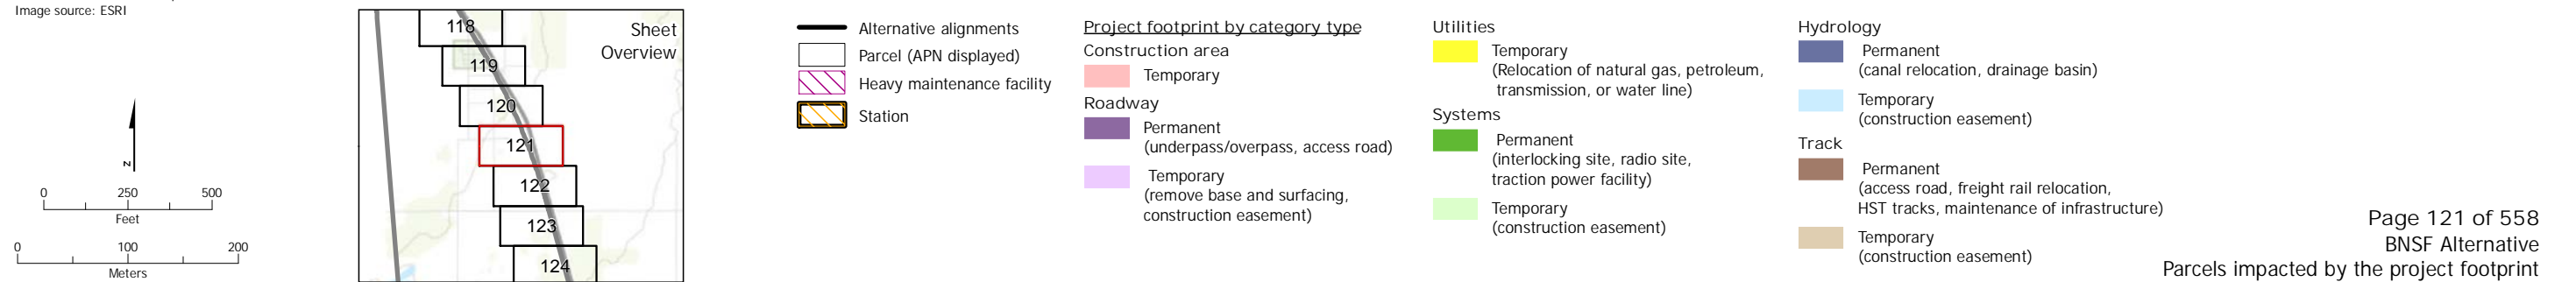 Image source: ESRI
N
0 250 500
Feet
0 100 200
Meters
Sheet
Overview
118
119
120
121
122
123
124
Alternative alignments
Parcel (APN displayed)
Heavy maintenance facility
Station
Project footprint by category type
Construction area
Temporary
Roadway
Permanent
(underpass/overpass, access road)
Temporary
(remove base and surfacing,
construction easement)
Utilities
Temporary
(Relocation of natural gas, petroleum,
transmission, or water line)
Systems
Permanent
(interlocking site, radio site,
traction power facility)
Temporary
(construction easement)
Hydrology
Permanent
(canal relocation, drainage basin)
Temporary
(construction easement)
Track
Permanent
(access road, freight rail relocation,
HST tracks, maintenance of infrastructure)
Temporary
(construction easement)
Page 121 of 558
BNSF Alternative
Parcels impacted by the project footprint